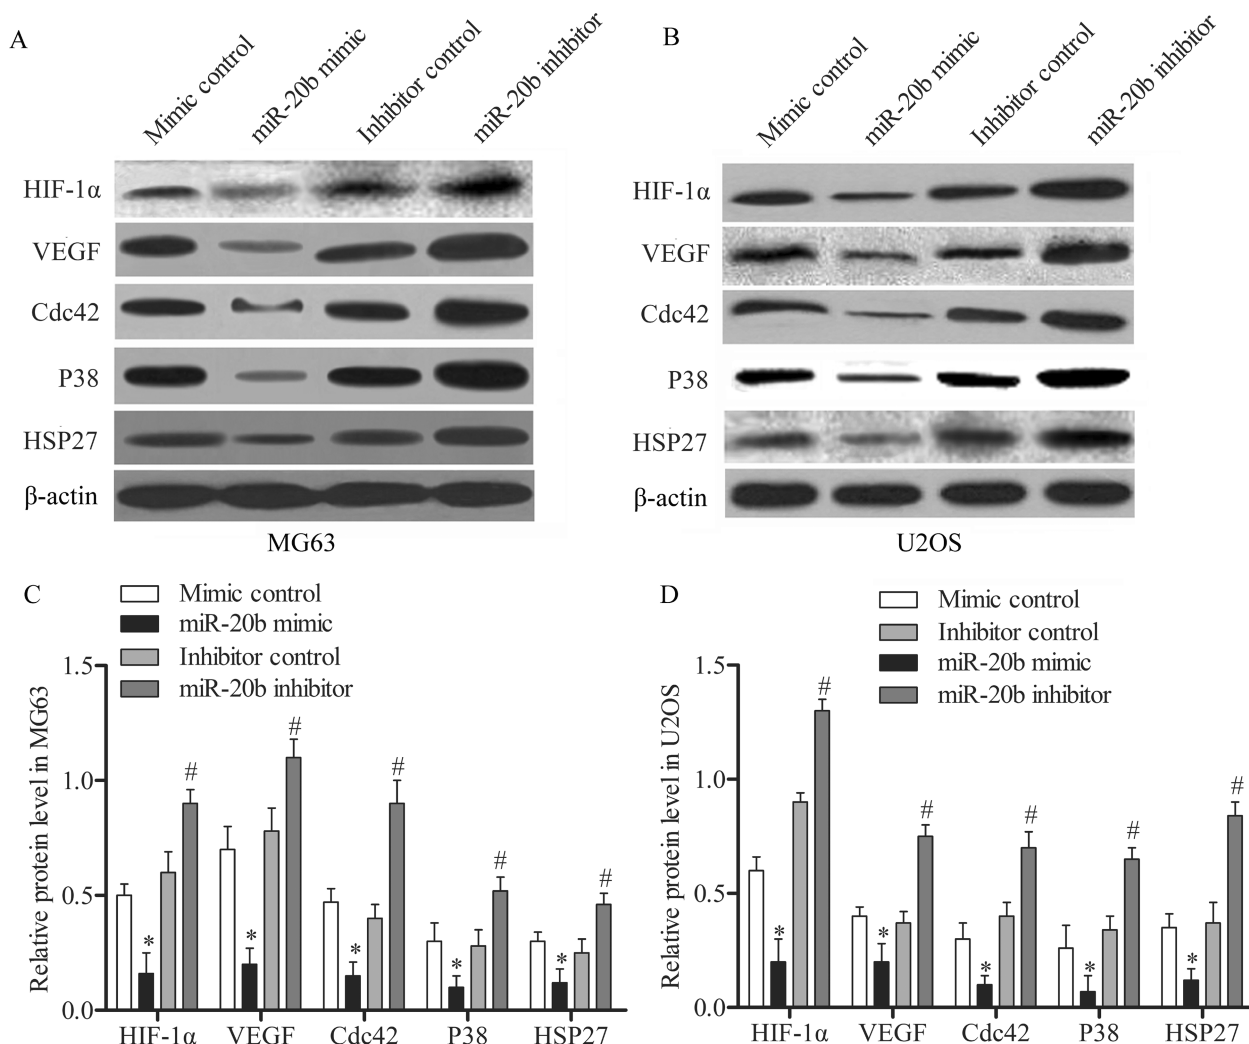 A
Mimic control
miR-20b mimic
Inhibitor control
miR-20b inhibitor
HIF-1α
VEGF
Cdc42
P38
HSP27
β-actin
MG63
B
Mimic control
miR-20b mimic
Inhibitor control
miR-20b inhibitor
HIF-1α
VEGF
Cdc42
P38
HSP27
β-actin
U2OS
C
Mimic control
miR-20b mimic
Inhibitor control
miR-20b inhibitor
Relative protein level in MG63
1.5
1.0
0.5
0.0
* # * # * # * # * #
HIF-1α VEGF Cdc42 P38 HSP27
D
Mimic control
Inhibitor control
miR-20b mimic
miR-20b inhibitor
Relative protein level in U2OS
1.5
1.0
0.5
0.0
* # * # * # * # * #
HIF-1α VEGF Cdc42 P38 HSP27